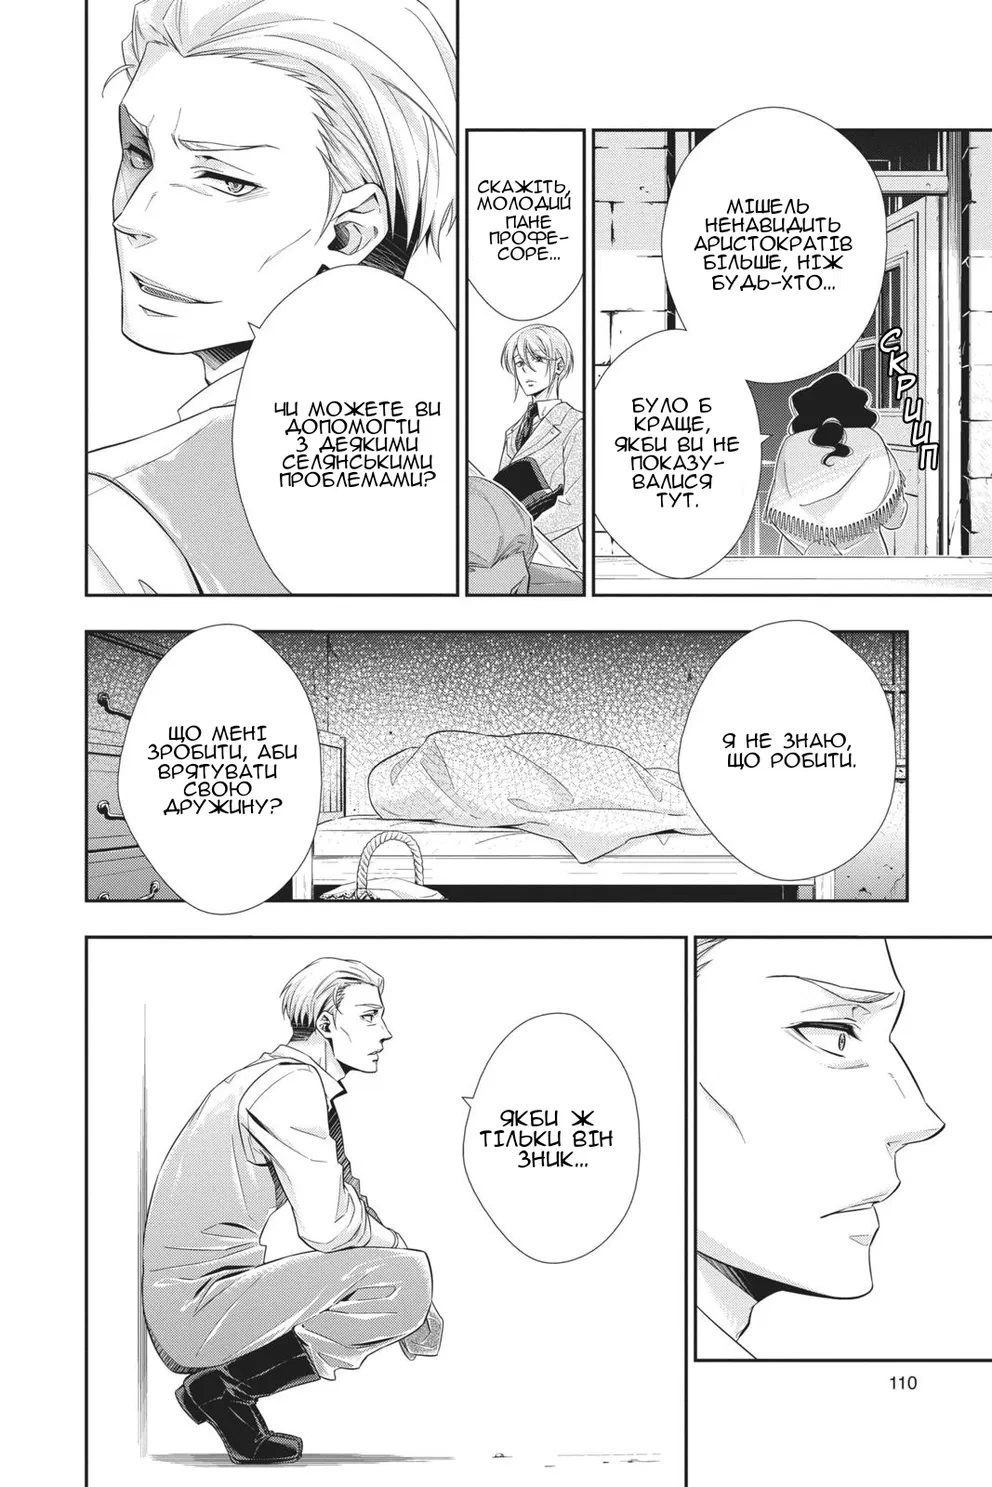 МІШЕЛЬ
НЕНАВИДИТЬ
АРИСТОКРАТІВ
БІЛЬШЕ, НІЖ
БУДЬ-ХТО...
БУЛО Б
КРАЩЕ,
ЯКБИ ВИ НЕ
ПОКАЗУ-
ВАЛИСЯ
ТУТ.
СКРИИП
СКАЖІТЬ,
МОЛОДИЙ
ПАНЕ
ПРОФЕ-
СОРЕ...
ЧИ МОЖЕТЕ ВИ
ДОПОМОГТИ
З ДЕЯКИМИ
СЕЛЯНСЬКИМИ
ПРОБЛЕМАМИ?
Я НЕ ЗНАЮ,
ЩО РОБИТИ.
ЩО МЕНІ
ЗРОБИТИ, АБИ
ВРЯТУВАТИ
СВОЮ
ДРУЖИНУ?
ЯКБИ Ж
ТІЛЬКИ ВІН
ЗНИК...
110